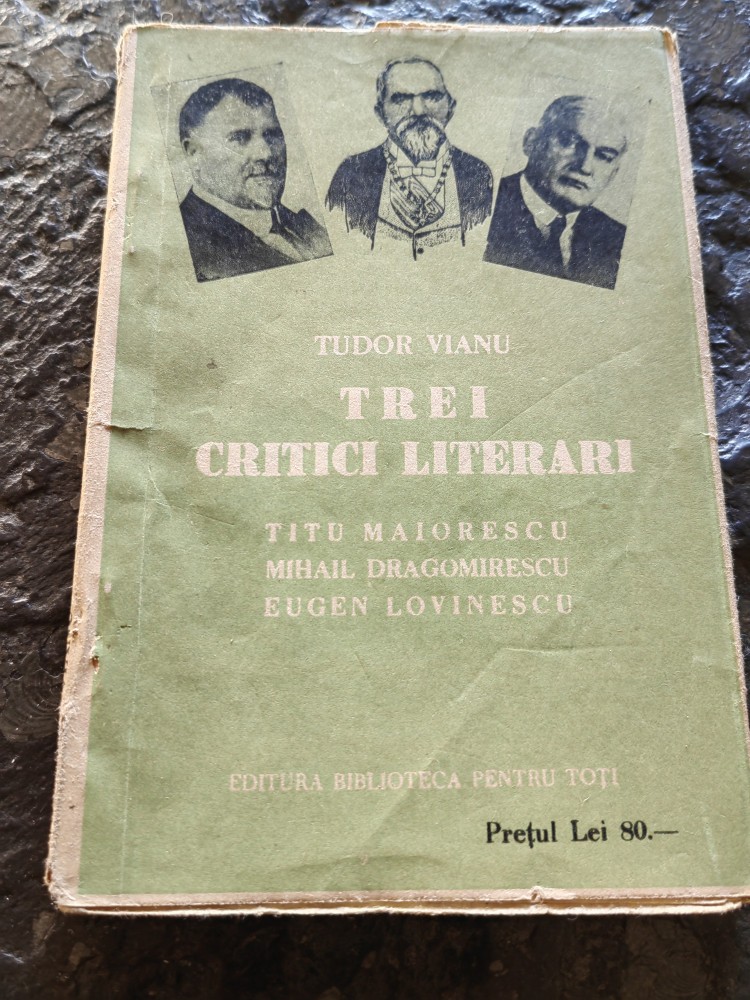 TUDOR VIANU
TREI
CRITICI LITERARI
TITU MAIORESCU
MIHAIL DRAGOMIRESCU
EUGEN LOVINESCU
EDITURA BIBLIOTECA PENTRU TOȚI
Prețul Lei 80.—